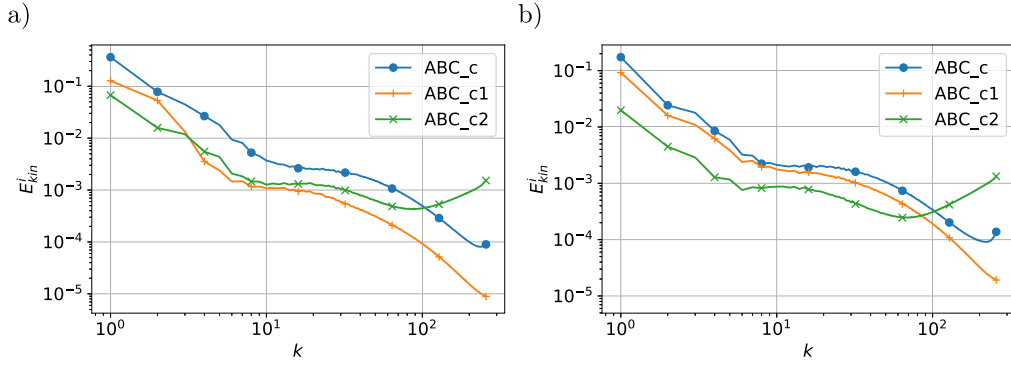 a)
$E^i_{kin}$
$10^{-1}$
$10^{-2}$
$10^{-3}$
$10^{-4}$
$10^{-5}$
$10^0$ $10^1$ $10^2$
k
ABC_c
ABC_c1
ABC_c2
b)
$E^i_{kin}$
$10^{-1}$
$10^{-2}$
$10^{-3}$
$10^{-4}$
$10^{-5}$
$10^0$ $10^1$ $10^2$
k
ABC_c
ABC_c1
ABC_c2